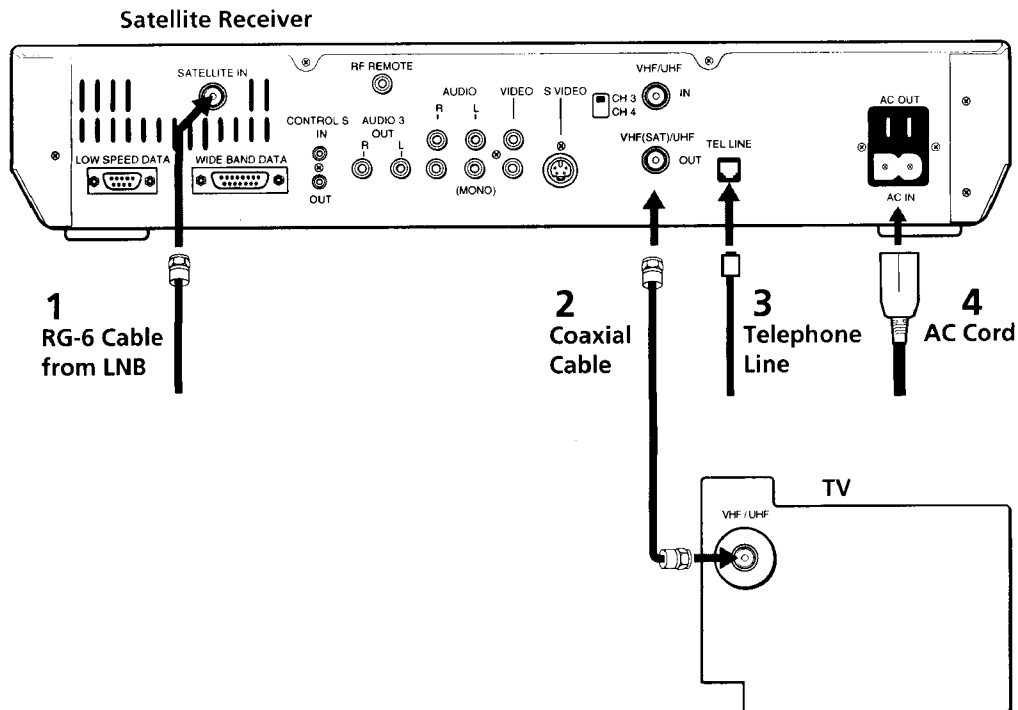 Satellite Receiver
SATELLITE IN
RF REMOTE
VHF/UHF
IN
CH 3
CH 4
AUDIO
R
L
VIDEO
S VIDEO
AC OUT
CONTROL S
IN
AUDIO 3
OUT
R
L
VHF(SAT)/UHF
OUT
TEL LINE
LOW SPEED DATA
WIDE BAND DATA
OUT
(MONO)
AC IN
1
RG-6 Cable
from LNB
2
Coaxial
Cable
3
Telephone
Line
4
AC Cord
TV
VHF / UHF